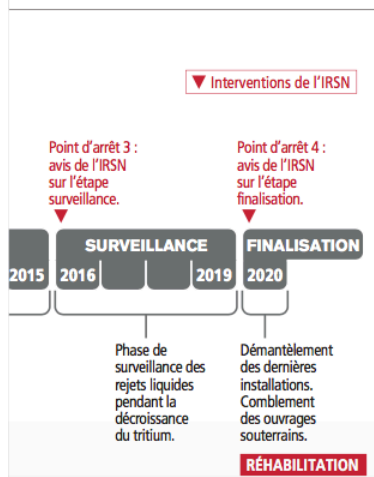 ▼ Interventions de l’IRSN
Point d’arrêt 3 :
avis de l’IRSN
sur l’étape
surveillance.
Point d’arrêt 4 :
avis de l’IRSN
sur l’étape
finalisation.
SURVEILLANCE
FINALISATION
2015
2016
2019
2020
Phase de
surveillance des
rejets liquides
pendant la
décroissance
du tritium.
Démantèlement
des dernières
installations.
Comblement
des ouvrages
souterrains.
RÉHABILITATION